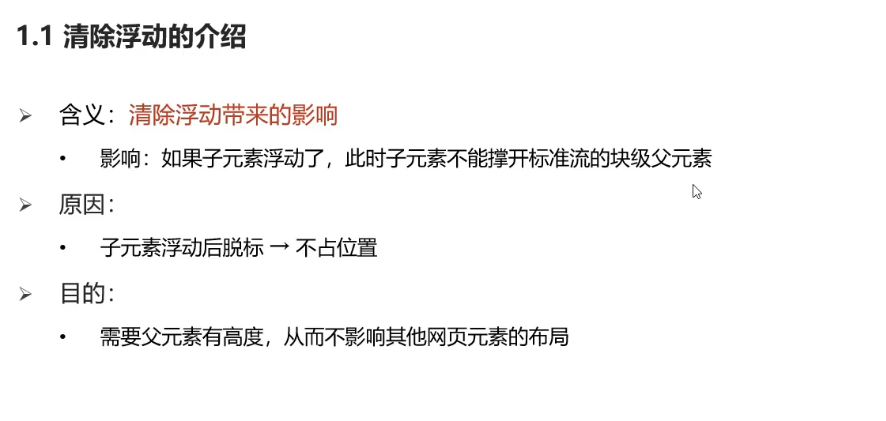 1.1 清除浮动的介绍
➢ 含义：清除浮动带来的影响
• 影响：如果子元素浮动了，此时子元素不能撑开标准流的块级父元素
➢ 原因：
• 子元素浮动后脱标 → 不占位置
➢ 目的：
• 需要父元素有高度，从而不影响其他网页元素的布局